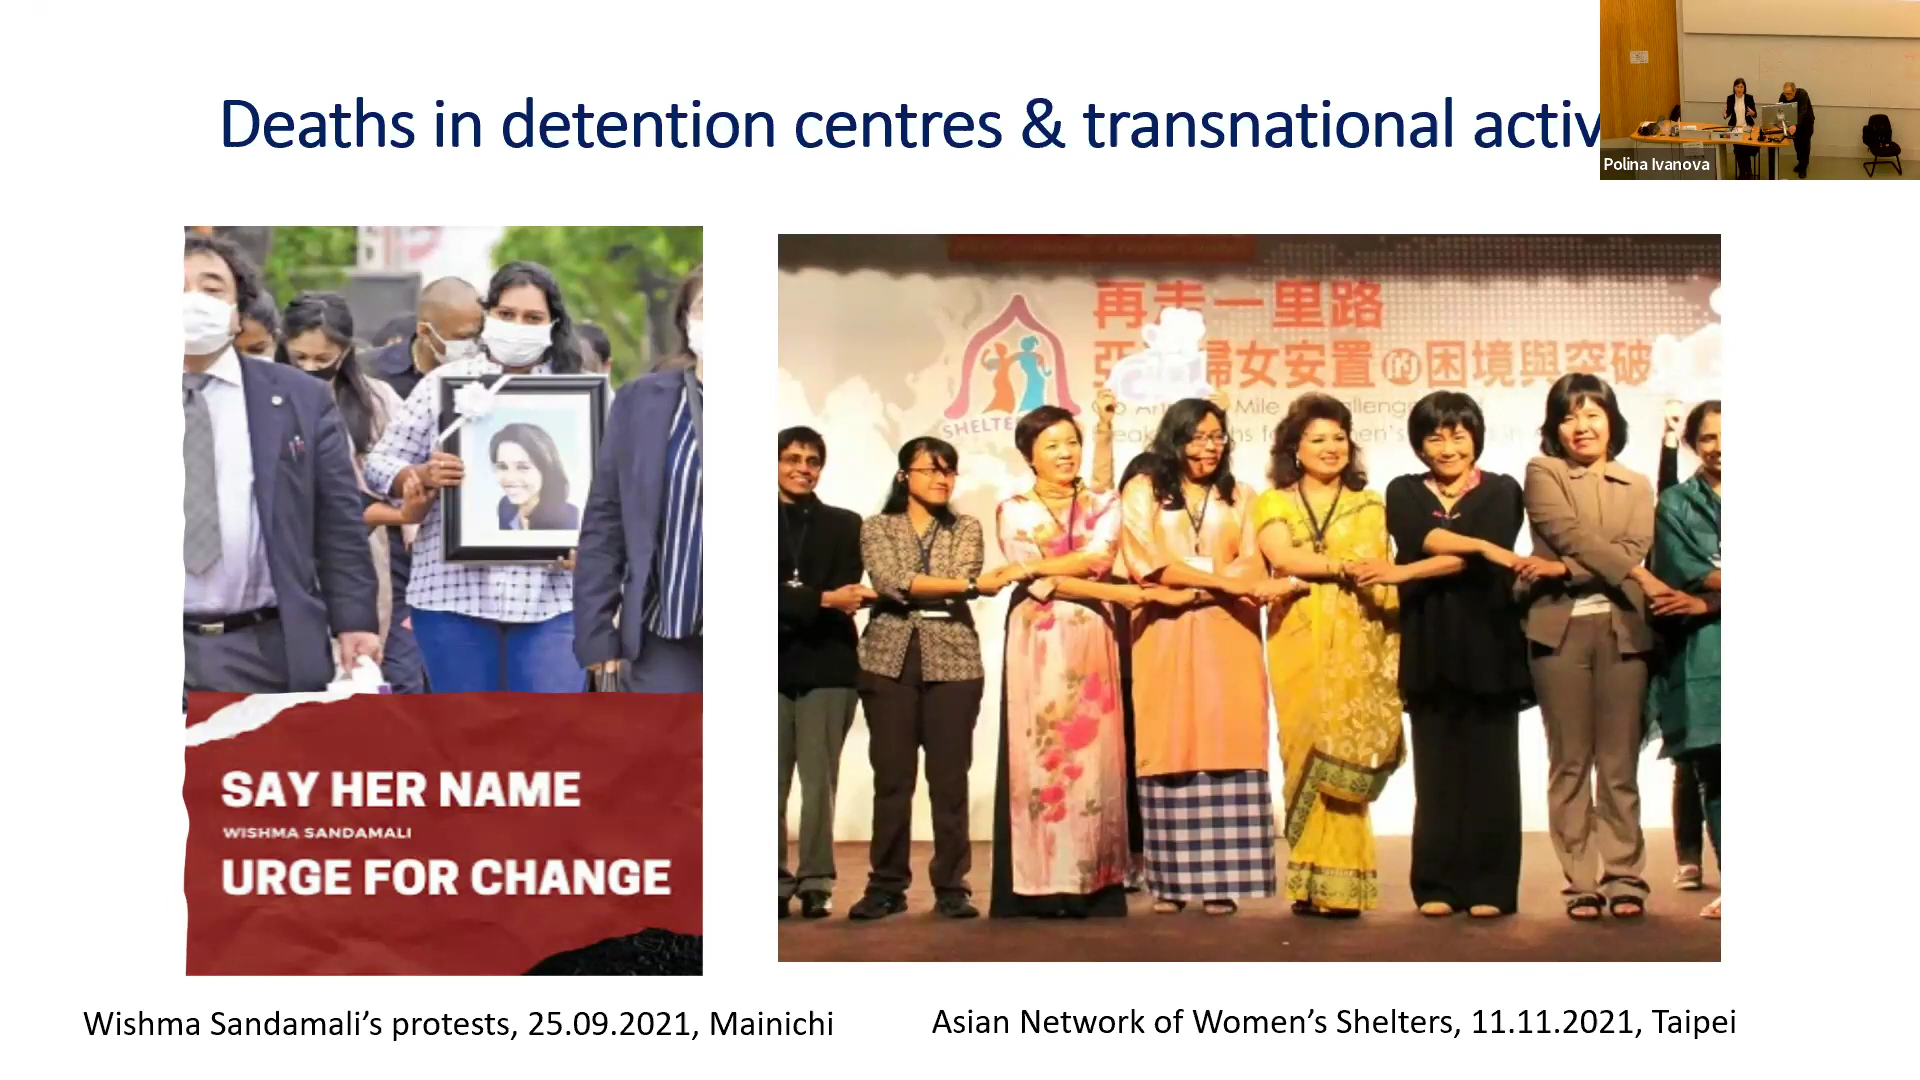 Deaths in detention centres & transnational activ
Polina Ivanova
再走一里路
婦女安置的困境與突破
SHELTE
Mile
SAY HER NAME
WISHMA SANDAMALI
URGE FOR CHANGE
Wishma Sandamali’s protests, 25.09.2021, Mainichi
Asian Network of Women’s Shelters, 11.11.2021, Taipei